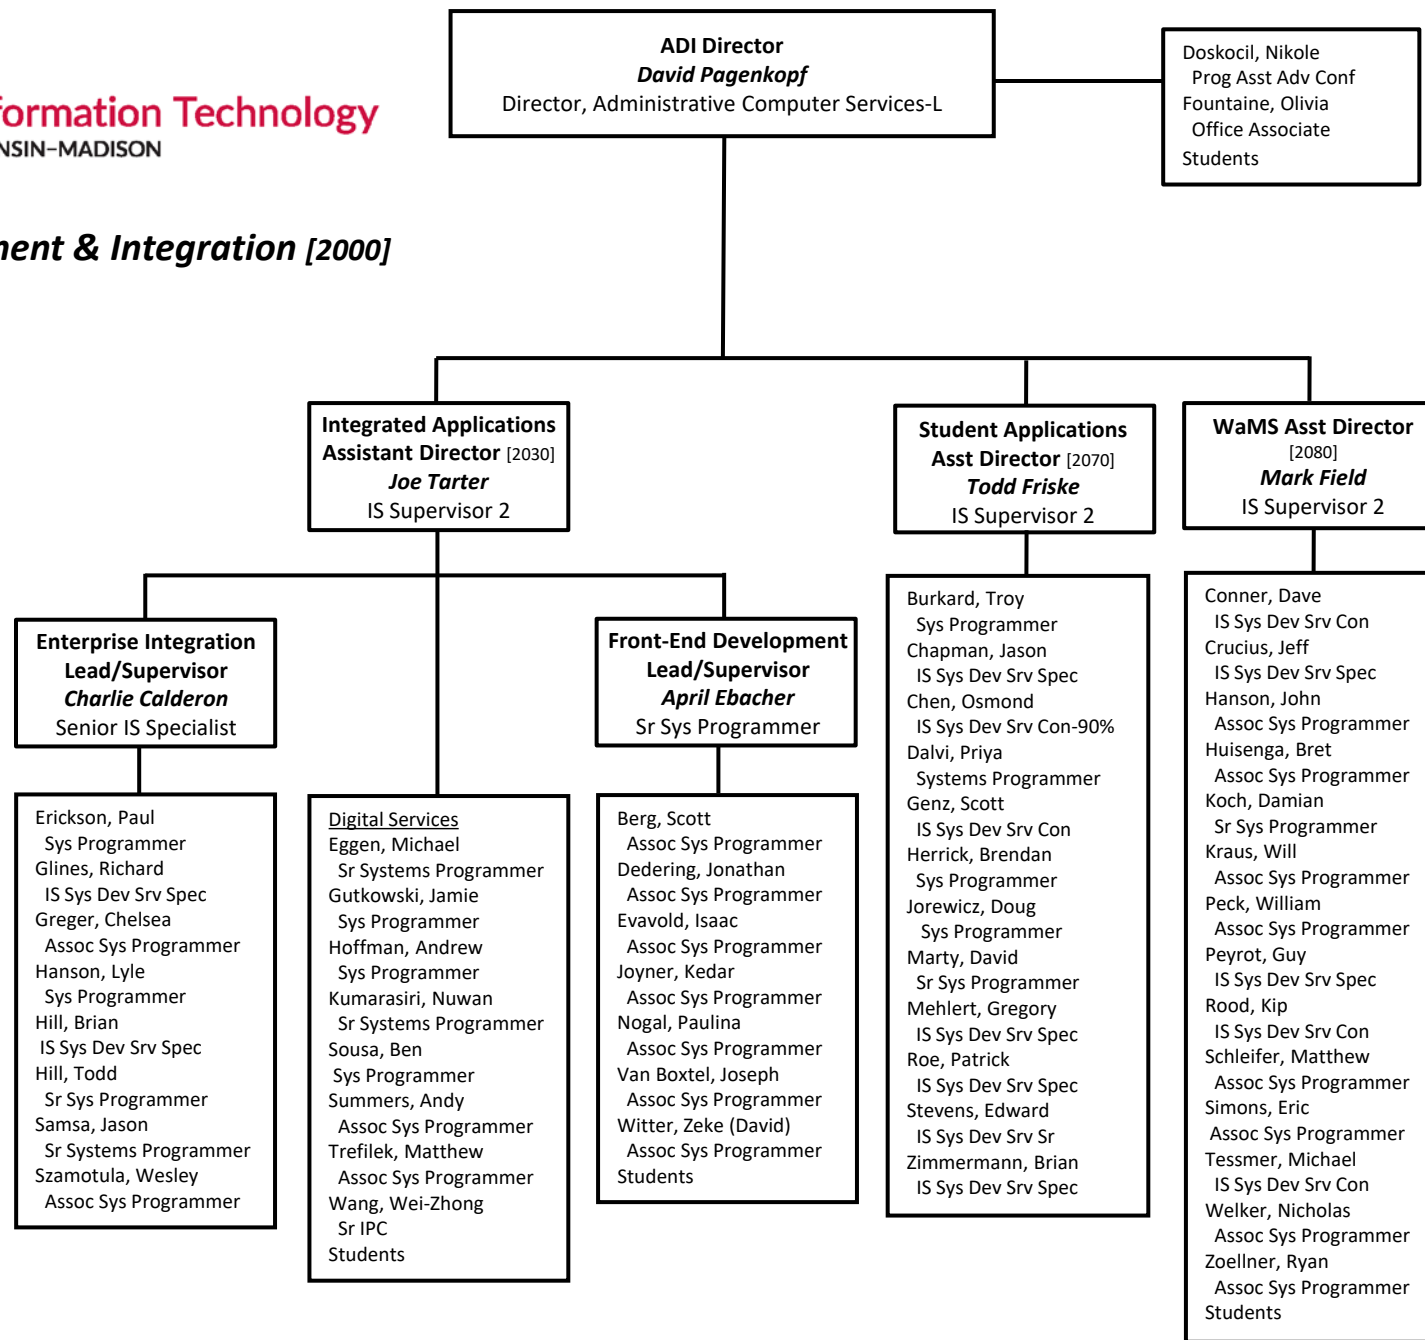 ADI Director
David Pagenkopf
Director, Administrative Computer Services-L
Doskocil, Nikole
Prog Asst Adv Conf
Fountaine, Olivia
Office Associate
Students
formation Technology
NSIN–MADISON
ment & Integration [2000]
Integrated Applications
Assistant Director [2030]
Joe Tarter
IS Supervisor 2
Student Applications
Asst Director [2070]
Todd Friske
IS Supervisor 2
WaMS Asst Director
[2080]
Mark Field
IS Supervisor 2
Enterprise Integration
Lead/Supervisor
Charlie Calderon
Senior IS Specialist
Front-End Development
Lead/Supervisor
April Ebacher
Sr Sys Programmer
Erickson, Paul
Sys Programmer
Glines, Richard
IS Sys Dev Srv Spec
Greger, Chelsea
Assoc Sys Programmer
Hanson, Lyle
Sys Programmer
Hill, Brian
IS Sys Dev Srv Spec
Hill, Todd
Sr Sys Programmer
Samsa, Jason
Sr Systems Programmer
Szamotula, Wesley
Assoc Sys Programmer
Digital Services
Eggen, Michael
Sr Systems Programmer
Gutkowski, Jamie
Sys Programmer
Hoffman, Andrew
Sys Programmer
Kumarasiri, Nuwan
Sr Systems Programmer
Sousa, Ben
Sys Programmer
Summers, Andy
Assoc Sys Programmer
Trefilek, Matthew
Assoc Sys Programmer
Wang, Wei-Zhong
Sr IPC
Students
Berg, Scott
Assoc Sys Programmer
Dedering, Jonathan
Assoc Sys Programmer
Evavold, Isaac
Assoc Sys Programmer
Joyner, Kedar
Assoc Sys Programmer
Nogal, Paulina
Assoc Sys Programmer
Van Boxtel, Joseph
Assoc Sys Programmer
Witter, Zeke (David)
Assoc Sys Programmer
Students
Burkard, Troy
Sys Programmer
Chapman, Jason
IS Sys Dev Srv Spec
Chen, Osmond
IS Sys Dev Srv Con-90%
Dalvi, Priya
Systems Programmer
Genz, Scott
IS Sys Dev Srv Con
Herrick, Brendan
Sys Programmer
Jorewicz, Doug
Sys Programmer
Marty, David
Sr Sys Programmer
Mehlert, Gregory
IS Sys Dev Srv Spec
Roe, Patrick
IS Sys Dev Srv Spec
Stevens, Edward
IS Sys Dev Srv Sr
Zimmermann, Brian
IS Sys Dev Srv Spec
Conner, Dave
IS Sys Dev Srv Con
Crucius, Jeff
IS Sys Dev Srv Spec
Hanson, John
Assoc Sys Programmer
Huisenga, Bret
Assoc Sys Programmer
Koch, Damian
Sr Sys Programmer
Kraus, Will
Assoc Sys Programmer
Peck, William
Assoc Sys Programmer
Peyrot, Guy
IS Sys Dev Srv Spec
Rood, Kip
IS Sys Dev Srv Con
Schleifer, Matthew
Assoc Sys Programmer
Simons, Eric
Assoc Sys Programmer
Tessmer, Michael
IS Sys Dev Srv Con
Welker, Nicholas
Assoc Sys Programmer
Zoellner, Ryan
Assoc Sys Programmer
Students